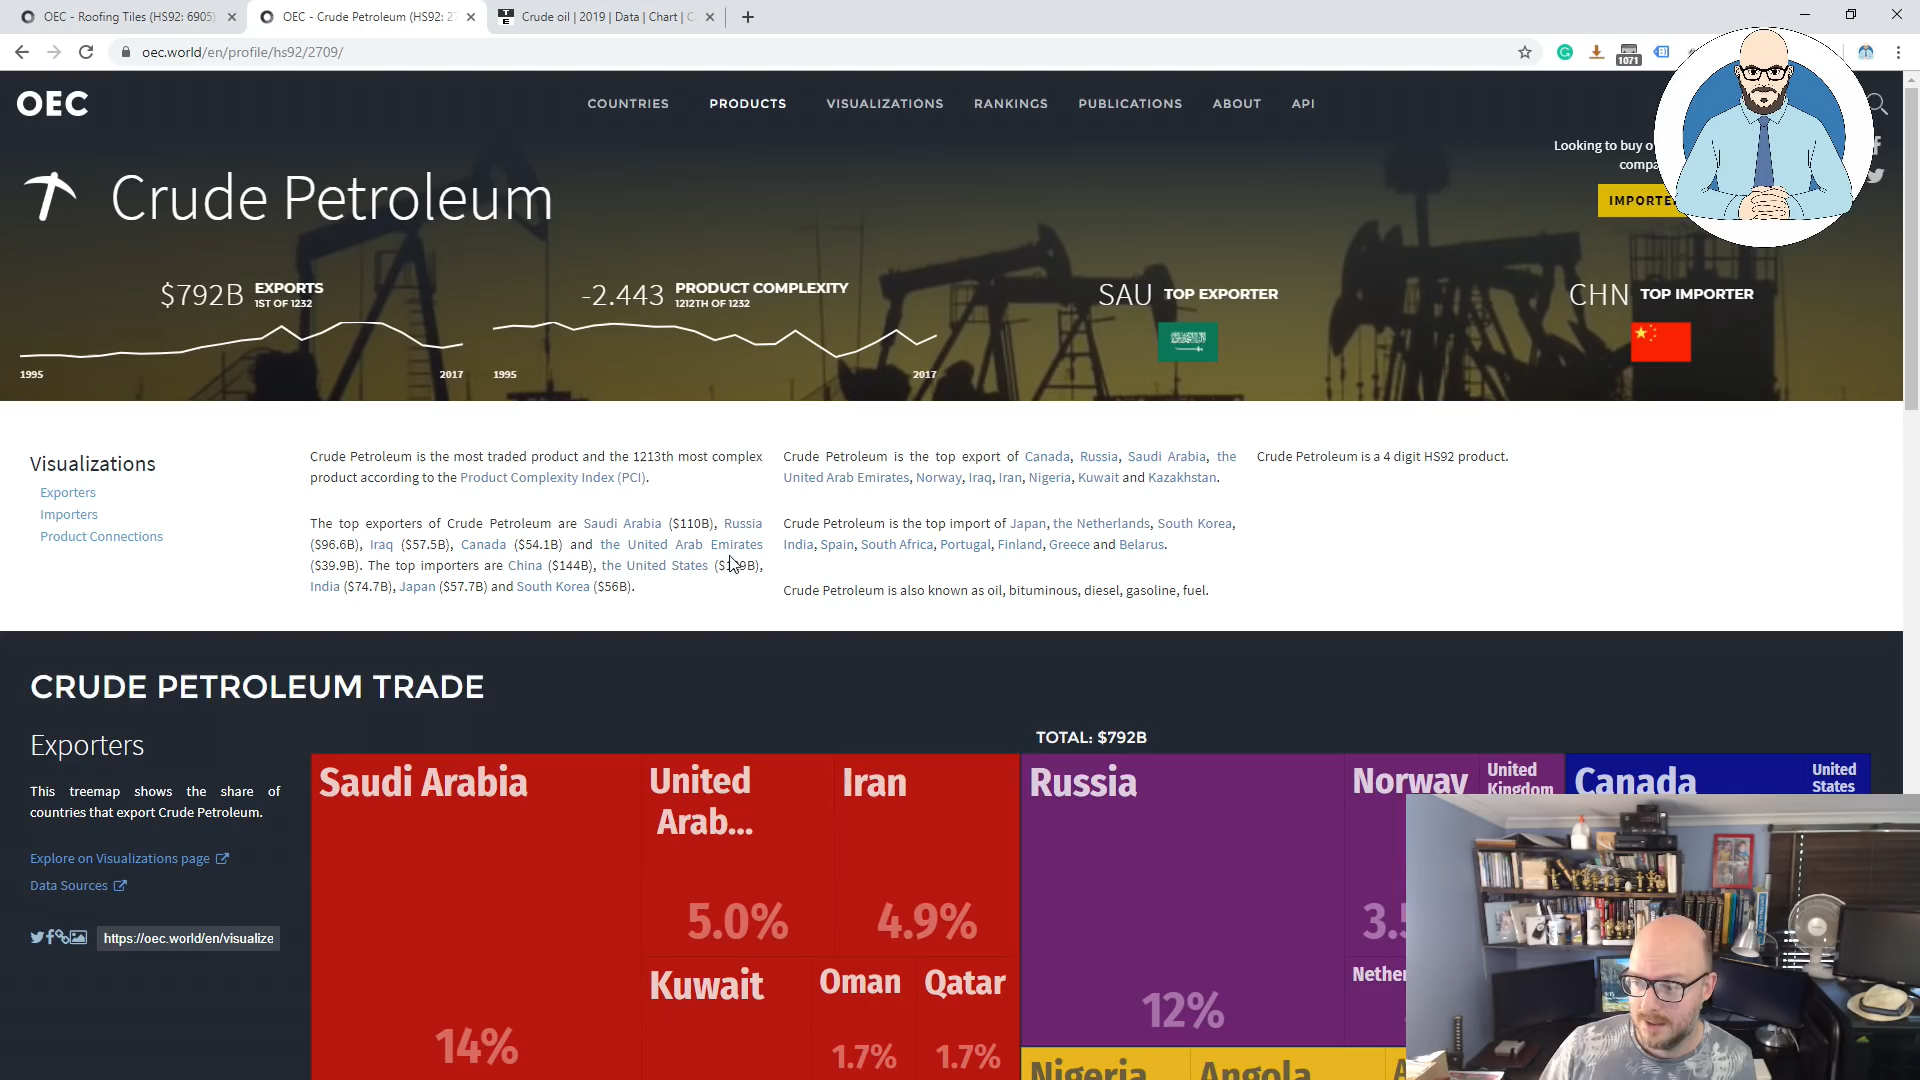 OEC - Roofing Tiles (HS92: 6905)
OEC - Crude Petroleum (HS92: 27
Crude oil | 2019 | Data | Chart | C
oec.world/en/profile/hs92/2709/
1071
OEC
COUNTRIES
PRODUCTS
VISUALIZATIONS
RANKINGS
PUBLICATIONS
ABOUT
API
Looking to buy o
compa
IMPORTE
Crude Petroleum
$792B EXPORTS
1ST OF 1232
-2.443 PRODUCT COMPLEXITY
1212TH OF 1232
SAU TOP EXPORTER
CHN TOP IMPORTER
1995
2017
1995
2017
Visualizations
Exporters
Importers
Product Connections
Crude Petroleum is the most traded product and the 1213th most complex
product according to the Product Complexity Index (PCI).
The top exporters of Crude Petroleum are Saudi Arabia ($110B), Russia
($96.6B), Iraq ($57.5B), Canada ($54.1B) and the United Arab Emirates
($39.9B). The top importers are China ($144B), the United States
India ($74.7B), Japan ($57.7B) and South Korea ($56B).
Crude Petroleum is the top export of Canada, Russia, Saudi Arabia, the
United Arab Emirates, Norway, Iraq, Iran, Nigeria, Kuwait and Kazakhstan.
Crude Petroleum is the top import of Japan, the Netherlands, South Korea,
India, Spain, South Africa, Portugal, Finland, Greece and Belarus.
Crude Petroleum is also known as oil, bituminous, diesel, gasoline, fuel.
Crude Petroleum is a 4 digit HS92 product.
CRUDE PETROLEUM TRADE
Exporters
This treemap shows the share of
countries that export Crude Petroleum.
Explore on Visualizations page
Data Sources
https://oec.world/en/visualize
TOTAL: $792B
Saudi Arabia
14%
United
Arab...
5.0%
Iran
4.9%
Kuwait
Oman
1.7%
Qatar
1.7%
Russia
12%
Norway
3.5
United
Kingdom
Nether
Canada
United
States
Nigeria
Angola